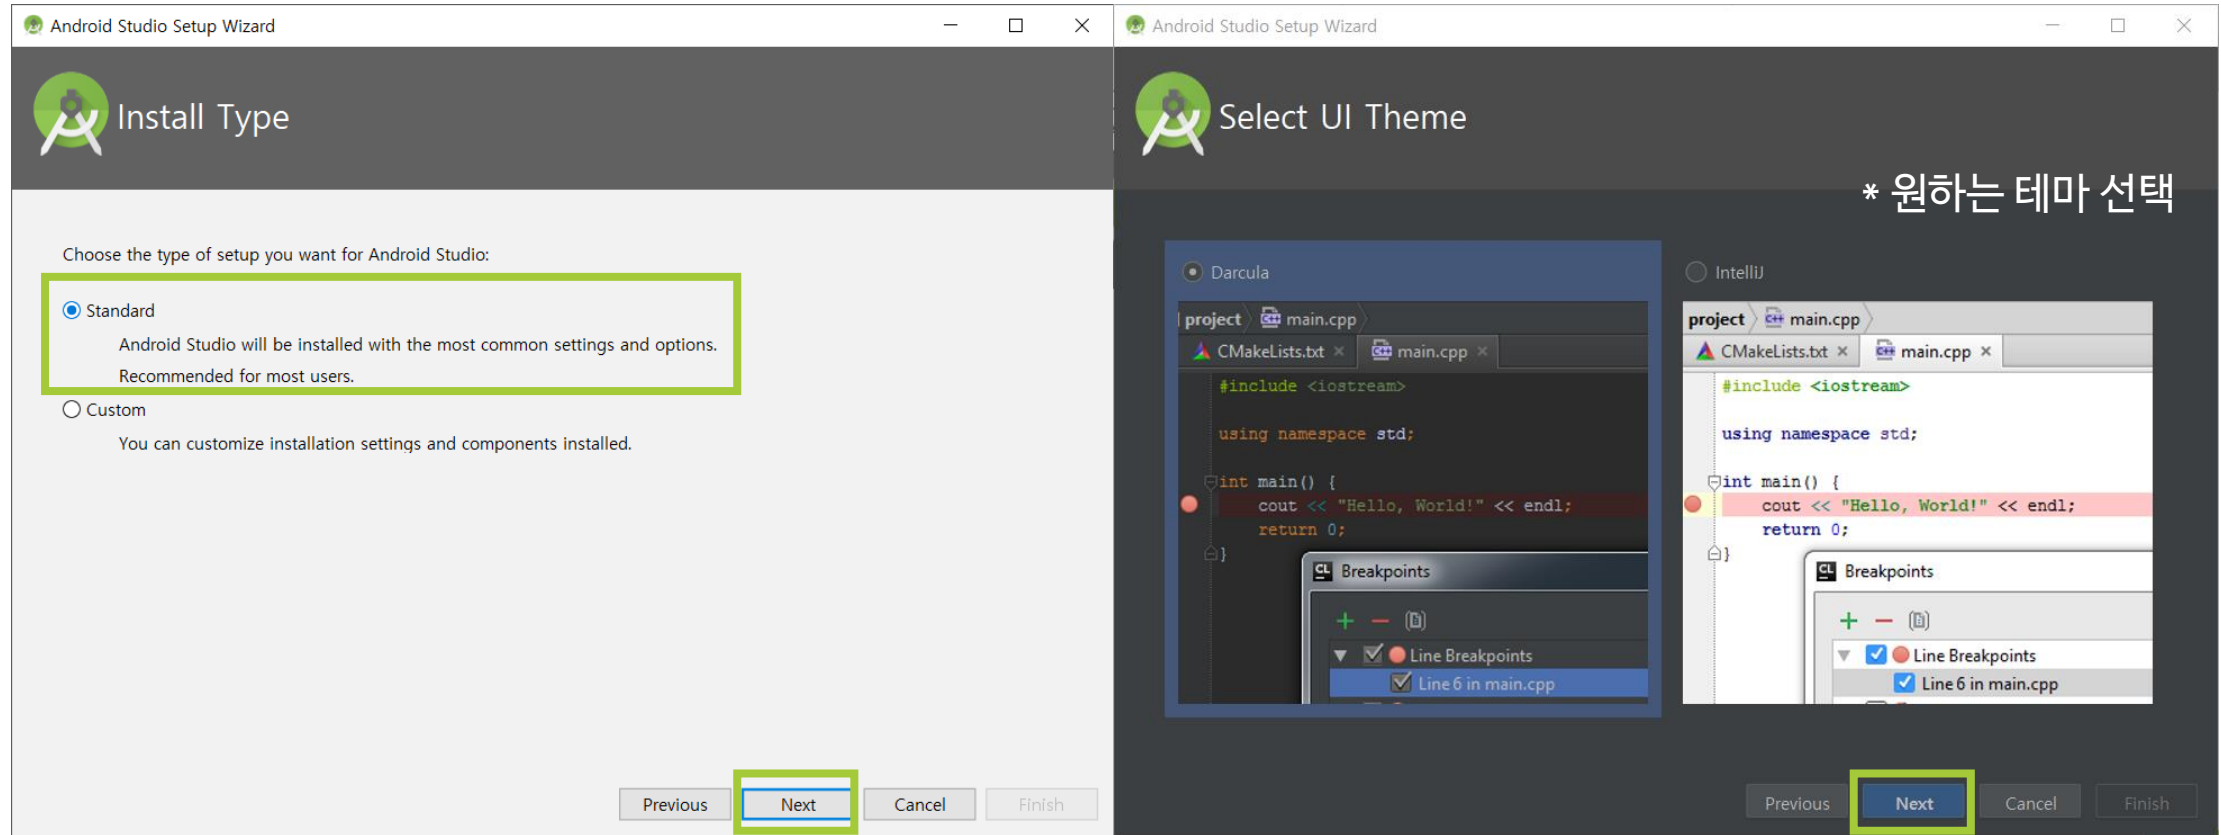 Android Studio Setup Wizard
Install Type
Choose the type of setup you want for Android Studio:
Standard
Android Studio will be installed with the most common settings and options.
Recommended for most users.
Custom
You can customize installation settings and components installed.
Previous Next Cancel Finish
Android Studio Setup Wizard
Select UI Theme
* 원하는 테마 선택
Darcula
project main.cpp
CMakeLists.txt × main.cpp ×
#include <iostream>
using namespace std;
int main() {
cout << "Hello, World!" << endl;
return 0;
}
CL Breakpoints
Line Breakpoints
Line 6 in main.cpp
IntelliJ
project main.cpp
CMakeLists.txt × main.cpp ×
#include <iostream>
using namespace std;
int main() {
cout << "Hello, World!" << endl;
return 0;
}
CL Breakpoints
Line Breakpoints
Line 6 in main.cpp
Previous Next Cancel Finish